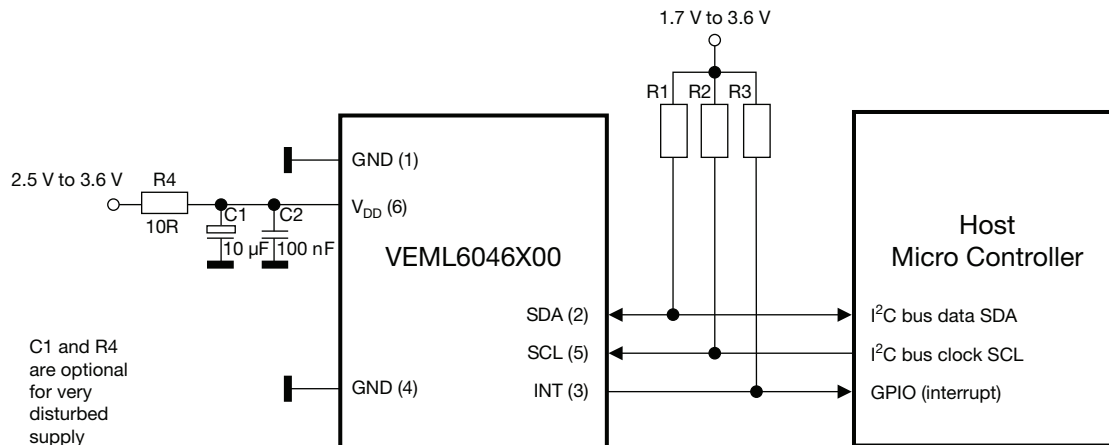 1.7 V to 3.6 V
R1 R2 R3
GND (1)
2.5 V to 3.6 V
R4
10R
C1
10 µF
C2
100 nF
V_DD (6)
VEML6046X00
Host
Micro Controller
SDA (2)
I²C bus data SDA
SCL (5)
I²C bus clock SCL
GND (4)
INT (3)
GPIO (interrupt)
C1 and R4
are optional
for very
disturbed
supply